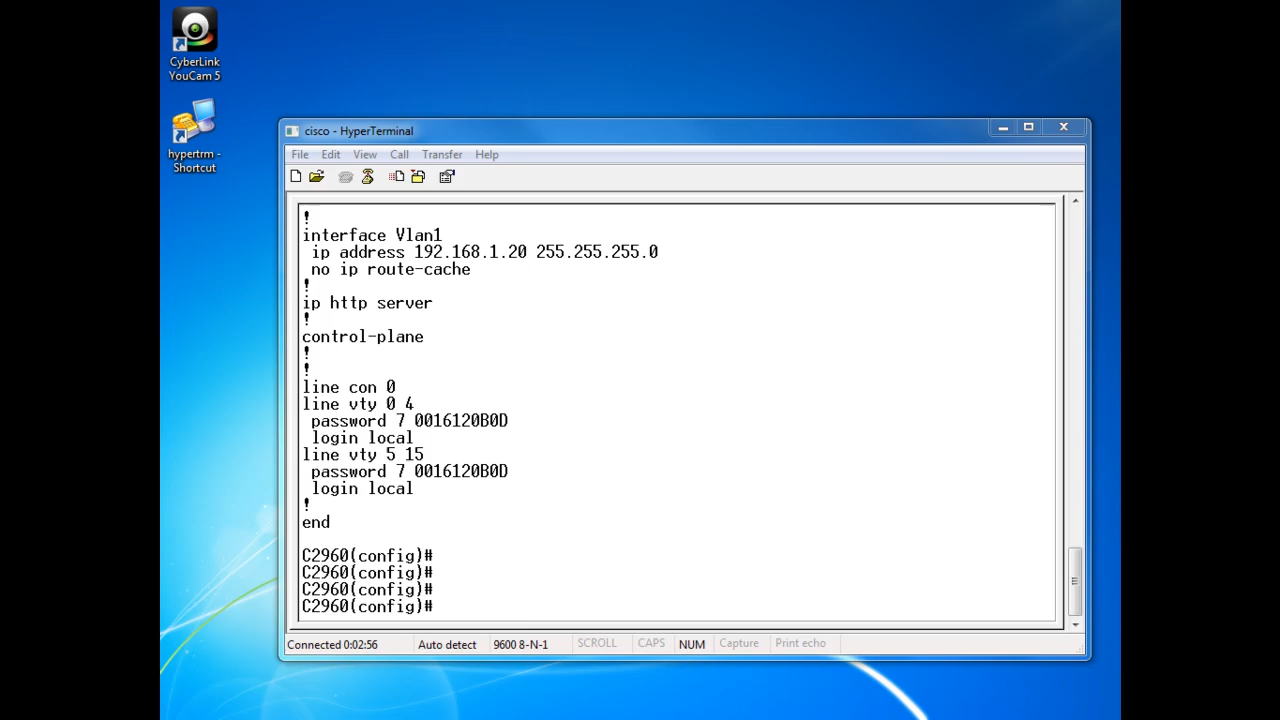 CyberLink
YouCam 5
hypertrm -
Shortcut
cisco - HyperTerminal
File Edit View Call Transfer Help
!
interface Vlan1
ip address 192.168.1.20 255.255.255.0
no ip route-cache
!
ip http server
!
control-plane
!
!
line con 0
line vty 0 4
password 7 0016120B0D
login local
line vty 5 15
password 7 0016120B0D
login local
!
end
C2960(config)#
C2960(config)#
C2960(config)#
C2960(config)#
Connected 0:02:56 Auto detect 9600 8-N-1 SCROLL CAPS NUM Capture Print echo